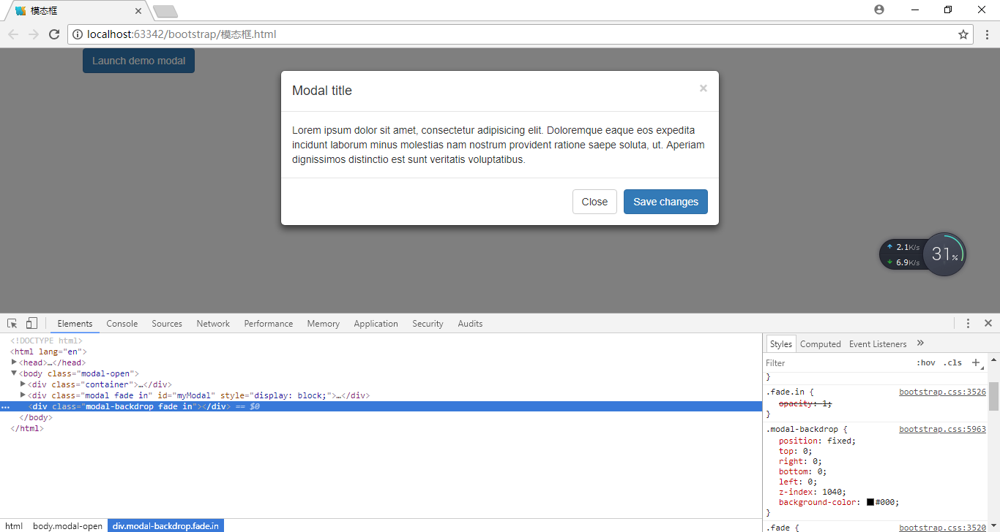 模态框
localhost:63342/bootstrap/模态框.html
Launch demo modal
Modal title
×
Lorem ipsum dolor sit amet, consectetur adipisicing elit. Doloremque eaque eos expedita
incidunt laborum minus molestias nam nostrum provident ratione saepe soluta, ut. Aperiam
dignissimos distinctio est sunt veritatis voluptatibus.
Close Save changes
2.1K/s
6.9K/s
31%
Elements Console Sources Network Performance Memory Application Security Audits
<!DOCTYPE html>
<html lang="en">
<head>…</head>
<body class="modal-open">
<div class="container">…</div>
<div class="modal fade in" id="myModal" style="display: block;">…</div>
<div class="modal-backdrop fade in"></div> == $0
</body>
</html>
html body.modal-open div.modal-backdrop.fade.in
Styles Computed Event Listeners »
Filter :hov .cls +
}
.fade.in { bootstrap.css:3526
opacity: 1;
}
.modal-backdrop { bootstrap.css:5963
position: fixed;
top: 0;
right: 0;
bottom: 0;
left: 0;
z-index: 1040;
background-color: #000;
}
.fade { bootstrap.css:3520